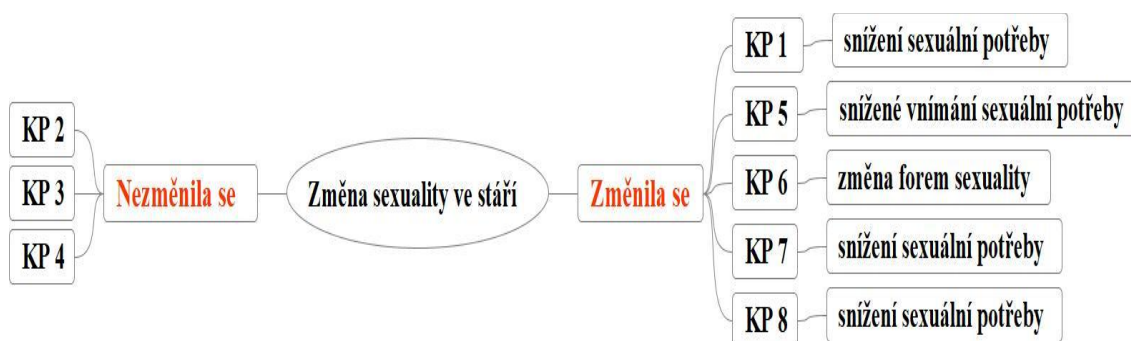 KP 2
KP 3
KP 4
Nezměnila se
Změna sexuality ve stáří
Změnila se
KP 1
snížení sexuální potřeby
KP 5
snížené vnímání sexuální potřeby
KP 6
změna forem sexuality
KP 7
snížení sexuální potřeby
KP 8
snížení sexuální potřeby